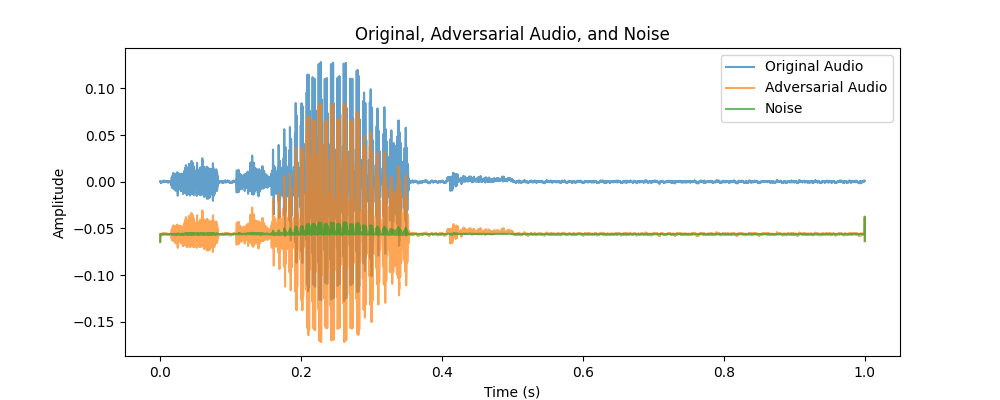 Original, Adversarial Audio, and Noise
Original Audio
Adversarial Audio
Noise
0.10
0.05
0.00
−0.05
−0.10
−0.15
Amplitude
0.0 0.2 0.4 0.6 0.8 1.0
Time (s)